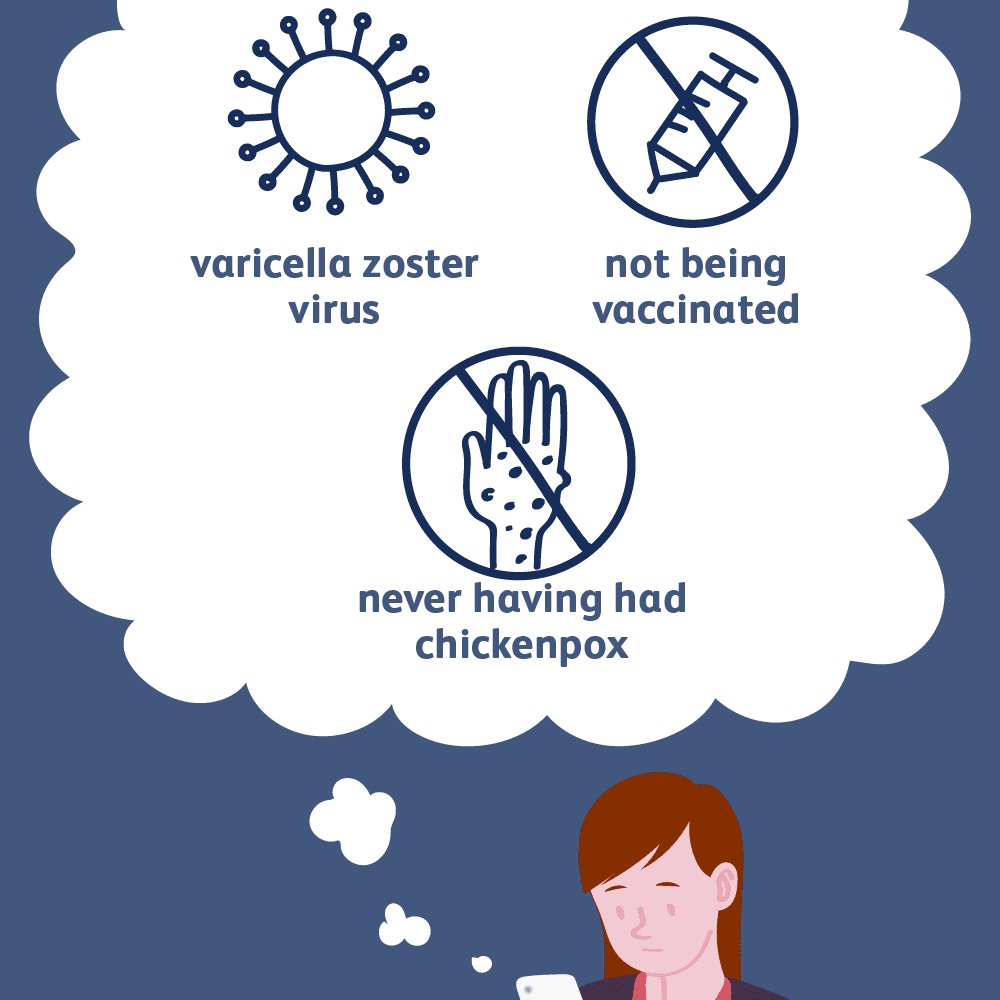 varicella zoster
virus
not being
vaccinated
never having had
chickenpox